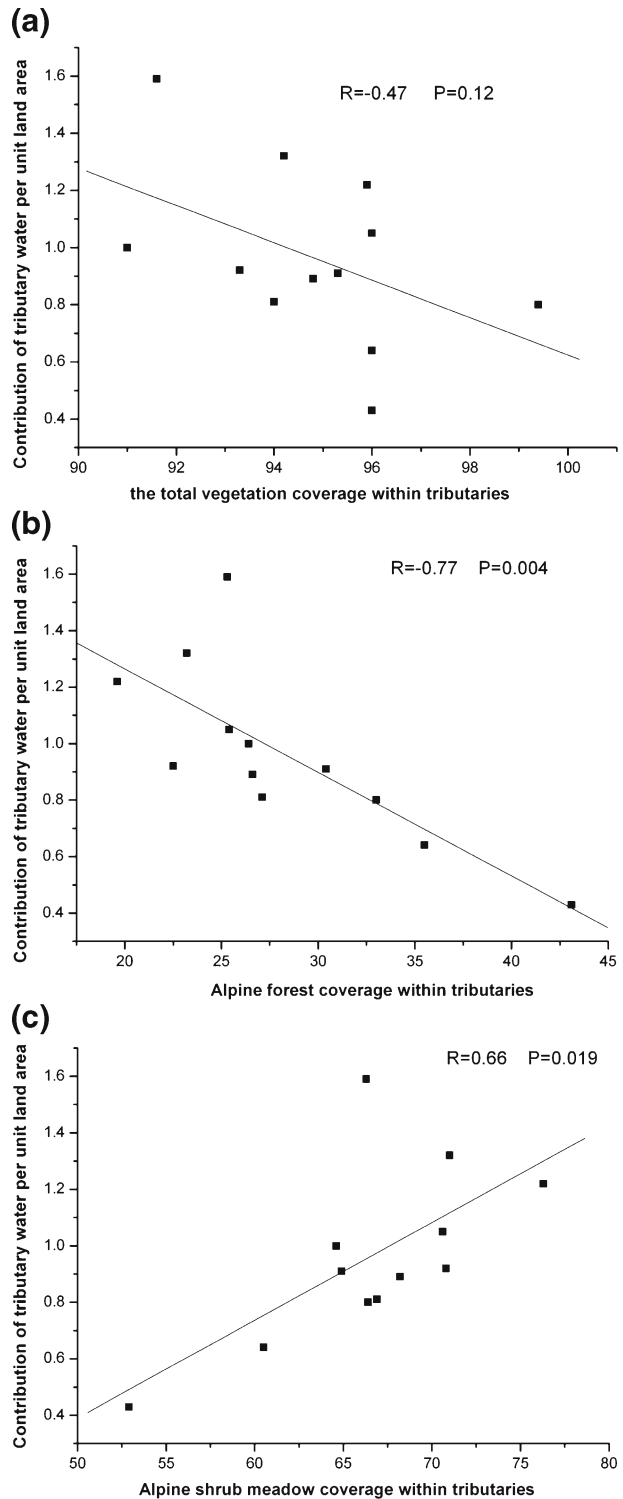 (a)
Contribution of tributary water per unit land area
R=-0.47 P=0.12
1.6
1.4
1.2
1.0
0.8
0.6
0.4
90 92 94 96 98 100
the total vegetation coverage within tributaries
(b)
Contribution of tributary water per unit land area
R=-0.77 P=0.004
1.6
1.4
1.2
1.0
0.8
0.6
0.4
20 25 30 35 40 45
Alpine forest coverage within tributaries
(c)
Contribution of tributary water per unit land area
R=0.66 P=0.019
1.6
1.4
1.2
1.0
0.8
0.6
0.4
50 55 60 65 70 75 80
Alpine shrub meadow coverage within tributaries